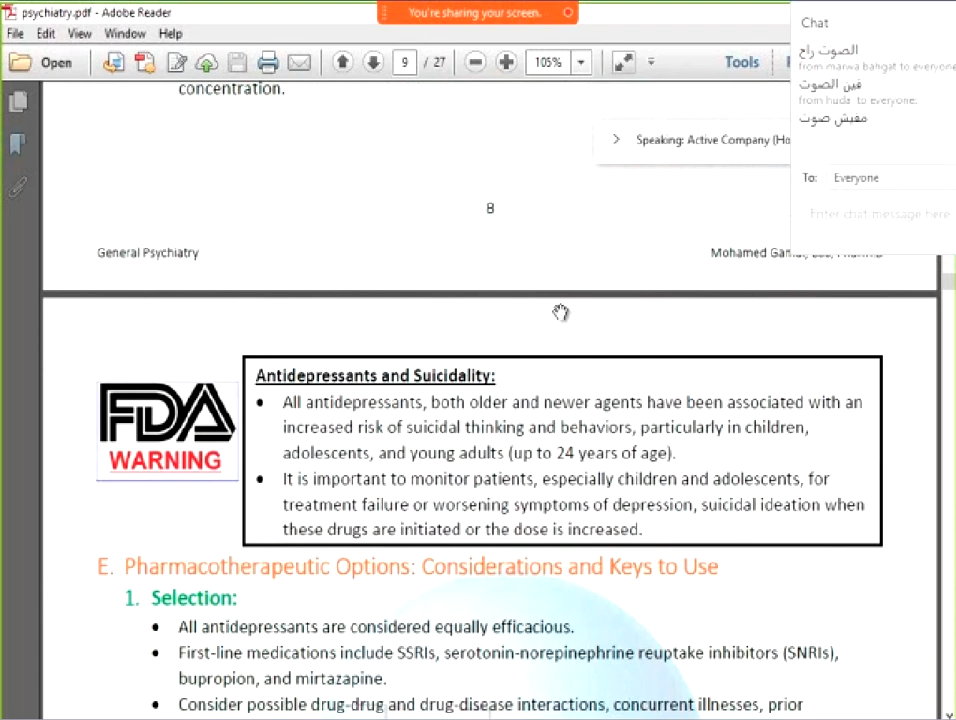 psychiatry.pdf - Adobe Reader
You're sharing your screen.
File Edit View Window Help
Open
9 / 27
105%
Tools
Chat
الصوت راح
from marwa bahgat to everyone
فين الصوت
from huda to everyone.
مفيش صوت
To: Everyone
Enter chat message here
concentration.
Speaking: Active Company (Ho
8
General Psychiatry
Mohamed
Antidepressants and Suicidality:
• All antidepressants, both older and newer agents have been associated with an
increased risk of suicidal thinking and behaviors, particularly in children,
adolescents, and young adults (up to 24 years of age).
• It is important to monitor patients, especially children and adolescents, for
treatment failure or worsening symptoms of depression, suicidal ideation when
these drugs are initiated or the dose is increased.
FDA
WARNING
E. Pharmacotherapeutic Options: Considerations and Keys to Use
1. Selection:
• All antidepressants are considered equally efficacious.
• First-line medications include SSRIs, serotonin-norepinephrine reuptake inhibitors (SNRIs),
bupropion, and mirtazapine.
• Consider possible drug-drug and drug-disease interactions, concurrent illnesses, prior